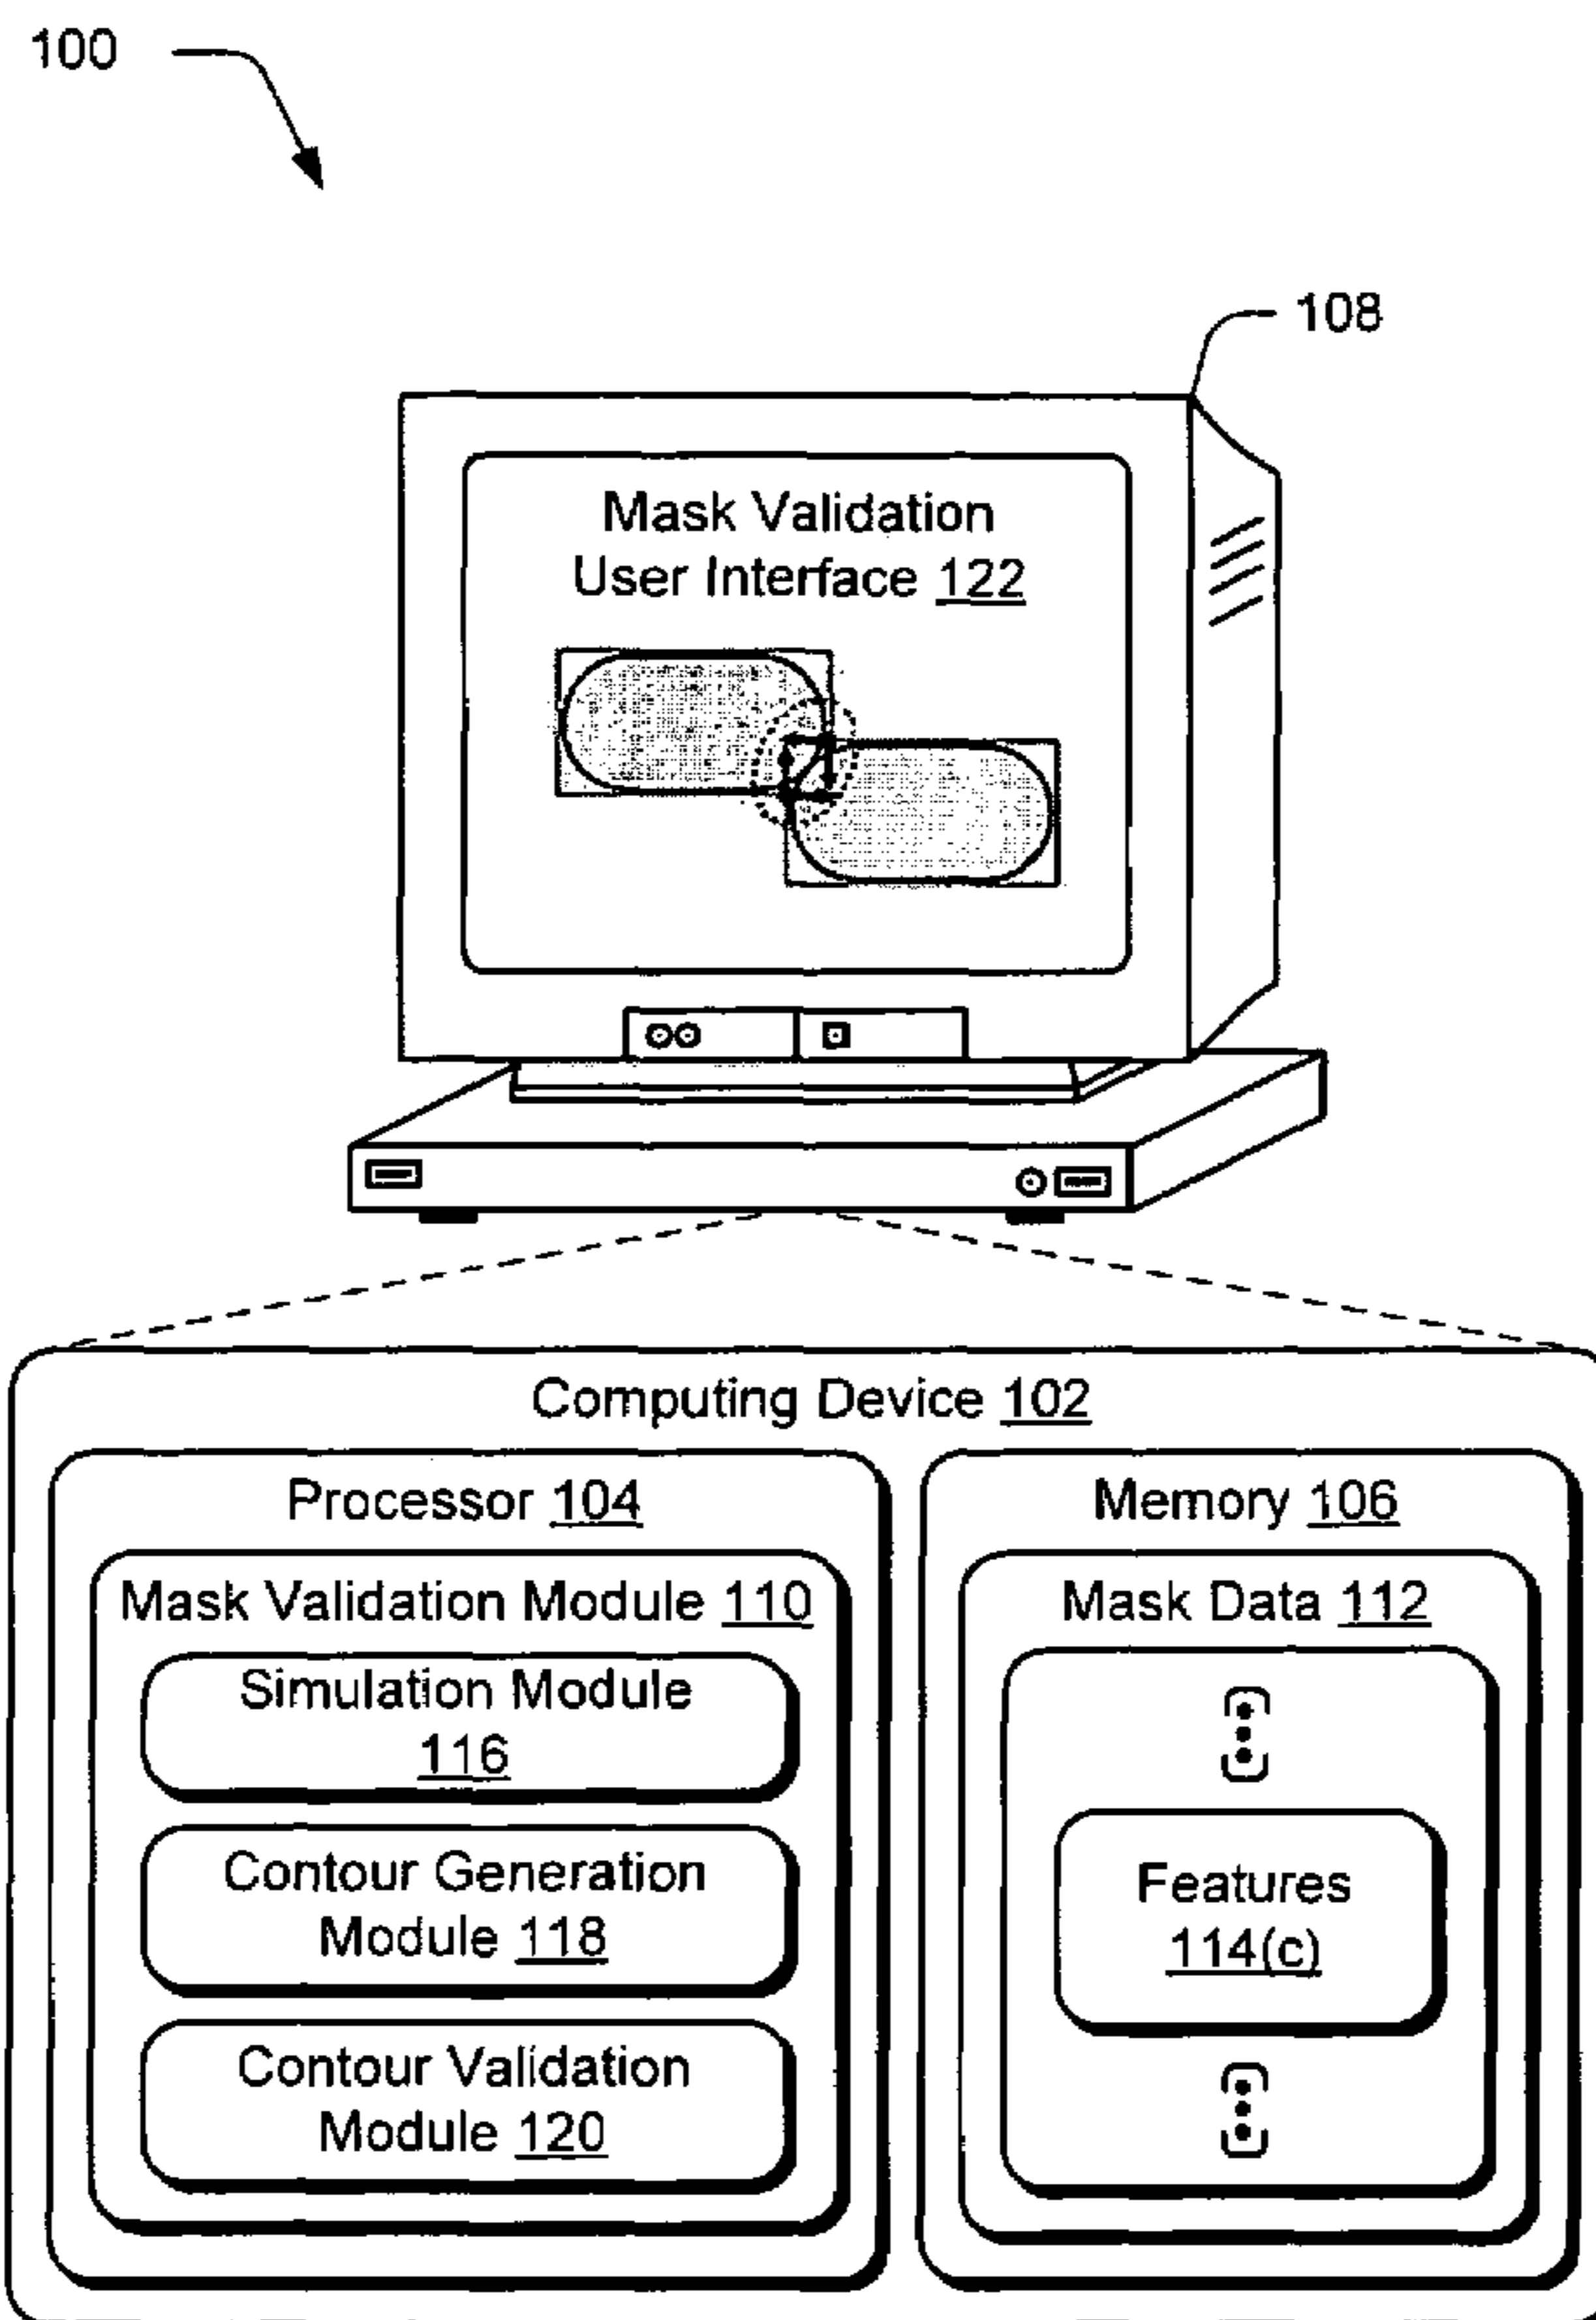 100
108
Mask Validation
User Interface 122
Computing Device 102
Processor 104
Mask Validation Module 110
Simulation Module
116
Contour Generation
Module 118
Contour Validation
Module 120
Memory 106
Mask Data 112
Features
114(c)